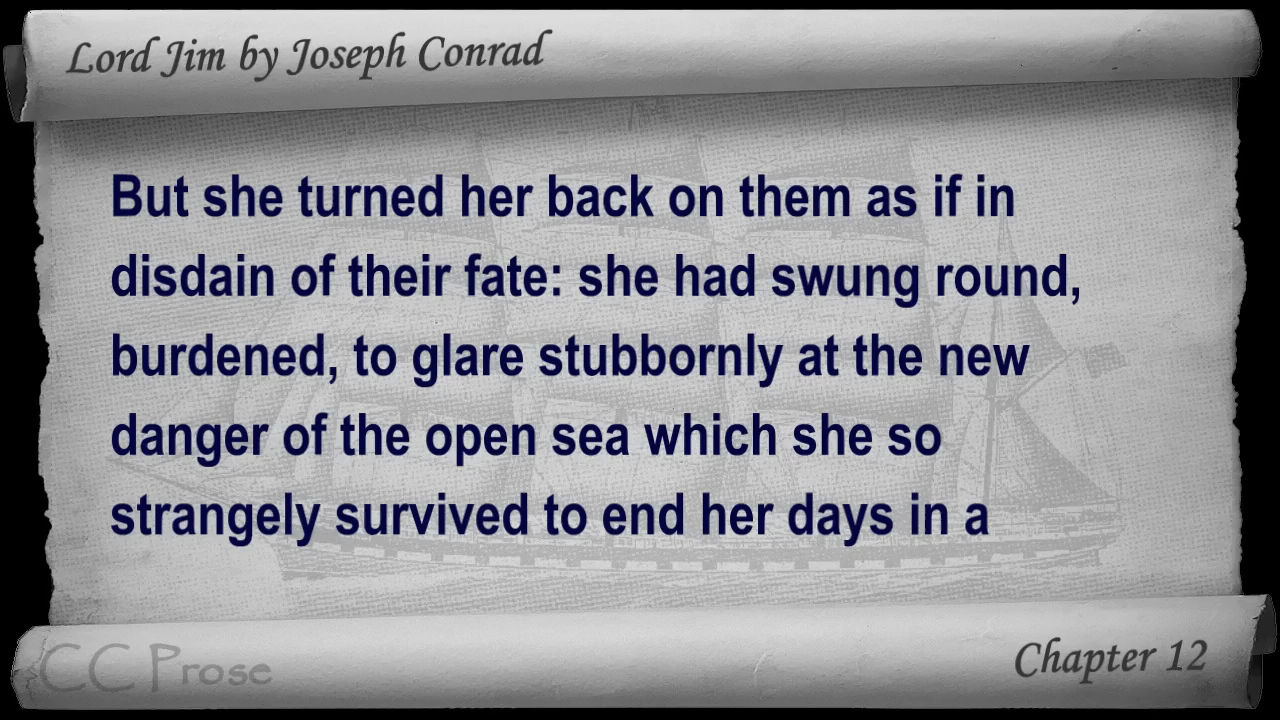 Lord Jim by Joseph Conrad
But she turned her back on them as if in
disdain of their fate: she had swung round,
burdened, to glare stubbornly at the new
danger of the open sea which she so
strangely survived to end her days in a
CC Prose
Chapter 12